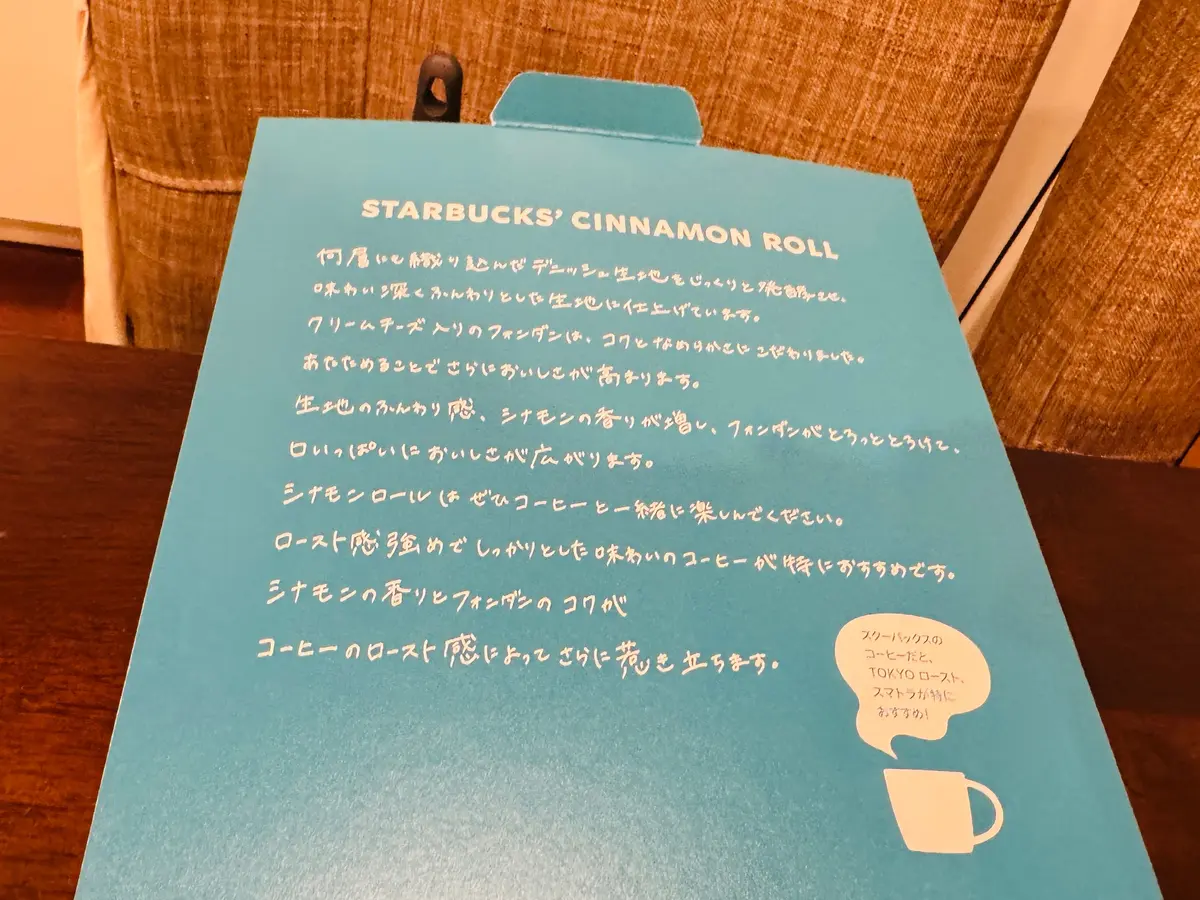 STARBUCKS’ CINNAMON ROLL
何層にも織り込んだデニッシュ生地をじっくりと発酵させ、
味わい深くふんわりとした生地に仕上げています。
クリームチーズ入りのフォンダンは、コクとなめらかさにこだわりました。
あたためることでさらにおいしさが高まります。
生地のふんわり感、シナモンの香りが増し、フォンダンがとろっととろけて、
口いっぱいにおいしさが広がります。
シナモンロールはぜひコーヒーと一緒に楽しんでください。
ロースト感強めでしっかりとした味わいのコーヒーが特におすすめです。
シナモンの香りとフォンダンのコクが
コーヒーのロースト感によってさらに惹き立ちます。
スターバックスの
コーヒーだと、
TOKYO ロースト、
スマトラが特に
おすすめ!